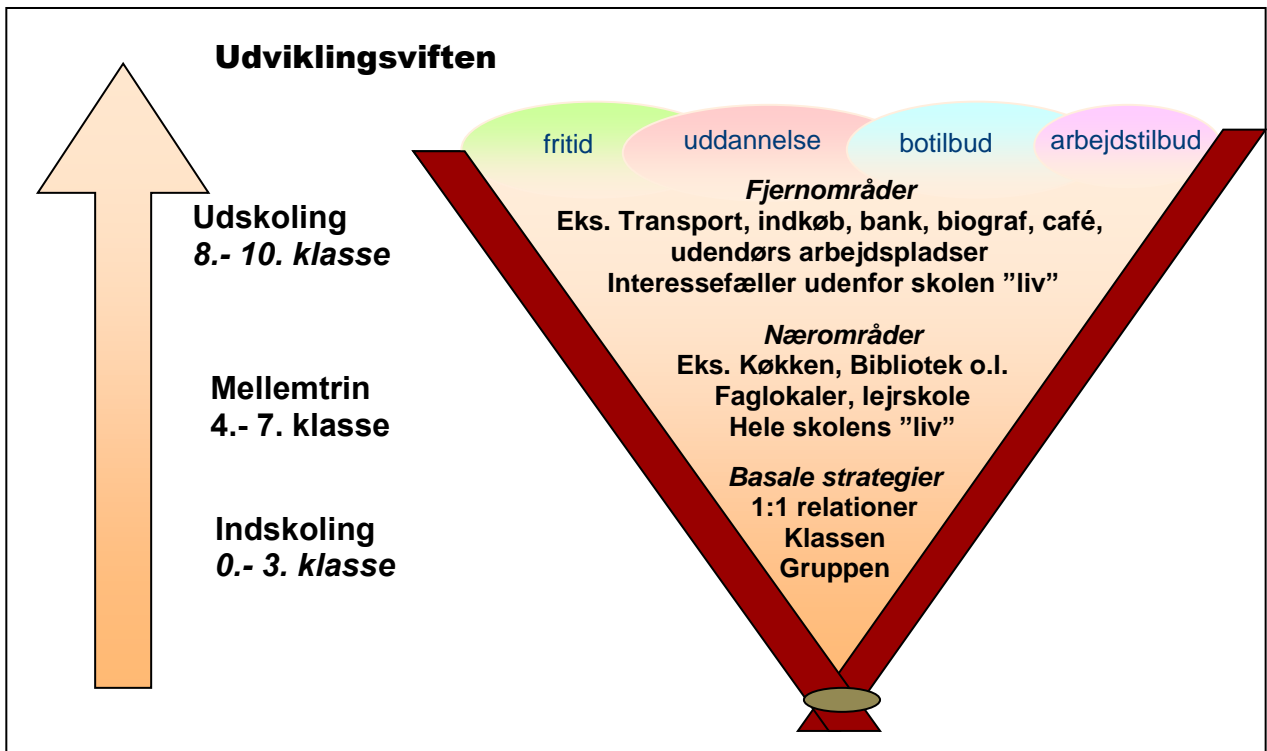 Udviklingsviften
fritid
uddannelse
botilbud
arbejdstilbud
Udskoling
8.- 10. klasse
Fjernområder
Eks. Transport, indkøb, bank, biograf, café,
udendørs arbejdspladser
Interessefæller udenfor skolen ”liv”
Mellemtrin
4.- 7. klasse
Nærområder
Eks. Køkken, Bibliotek o.l.
Faglokaler, lejrskole
Hele skolens ”liv”
Indskoling
0.- 3. klasse
Basale strategier
1:1 relationer
Klassen
Gruppen